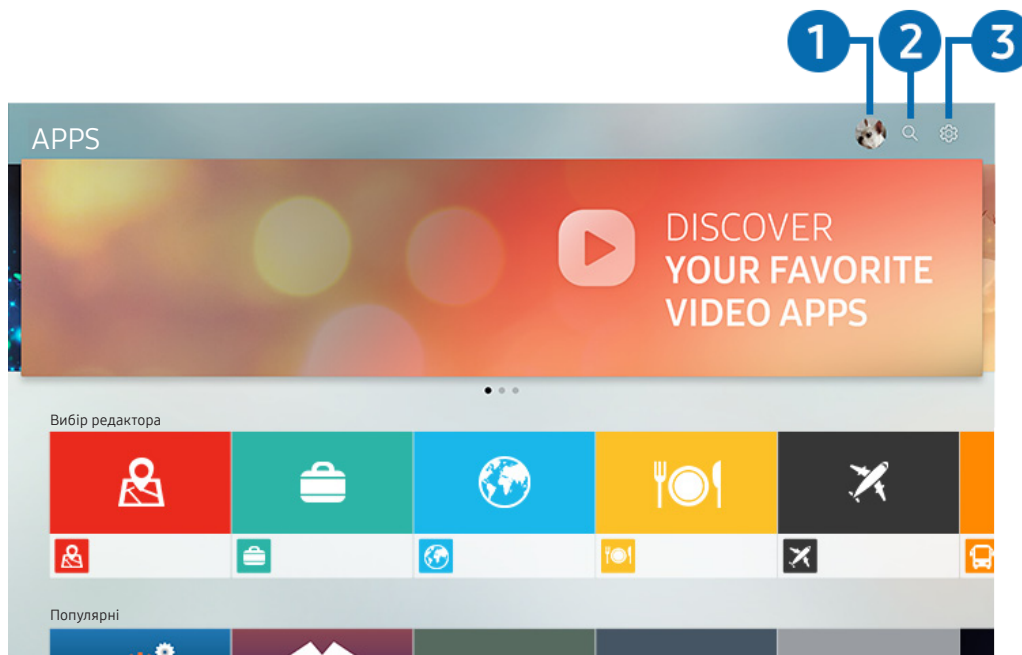 1 2 3
APPS
DISCOVER
YOUR FAVORITE
VIDEO APPS
Вибір редактора
Популярні